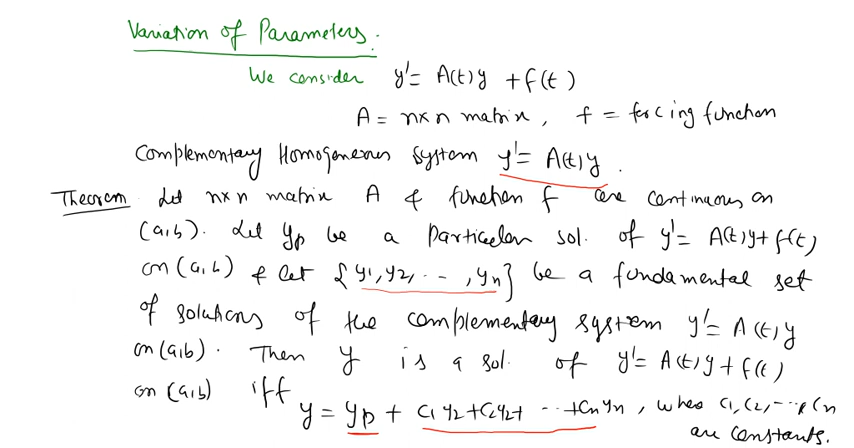 Variation of Parameters.
We consider y' = A(t)y + f(t)
A = n×n matrix, f = forcing function
Complementary Homogeneous system y' = A(t)y.
Theorem Let n×n matrix A & function f are continuous on
(a,b). Let yp be a particular sol. of y' = A(t)y + f(t)
on (a,b) & let {y1, y2, ..., yn} be a fundamental set
of solutions of the complementary system y' = A(t)y
on (a,b). Then y is a sol. of y' = A(t)y + f(t)
on (a,b) iff
y = yp + c1y2 + c2y2 + ... + cnyn, where c1, c2, ..., cn
are constants.